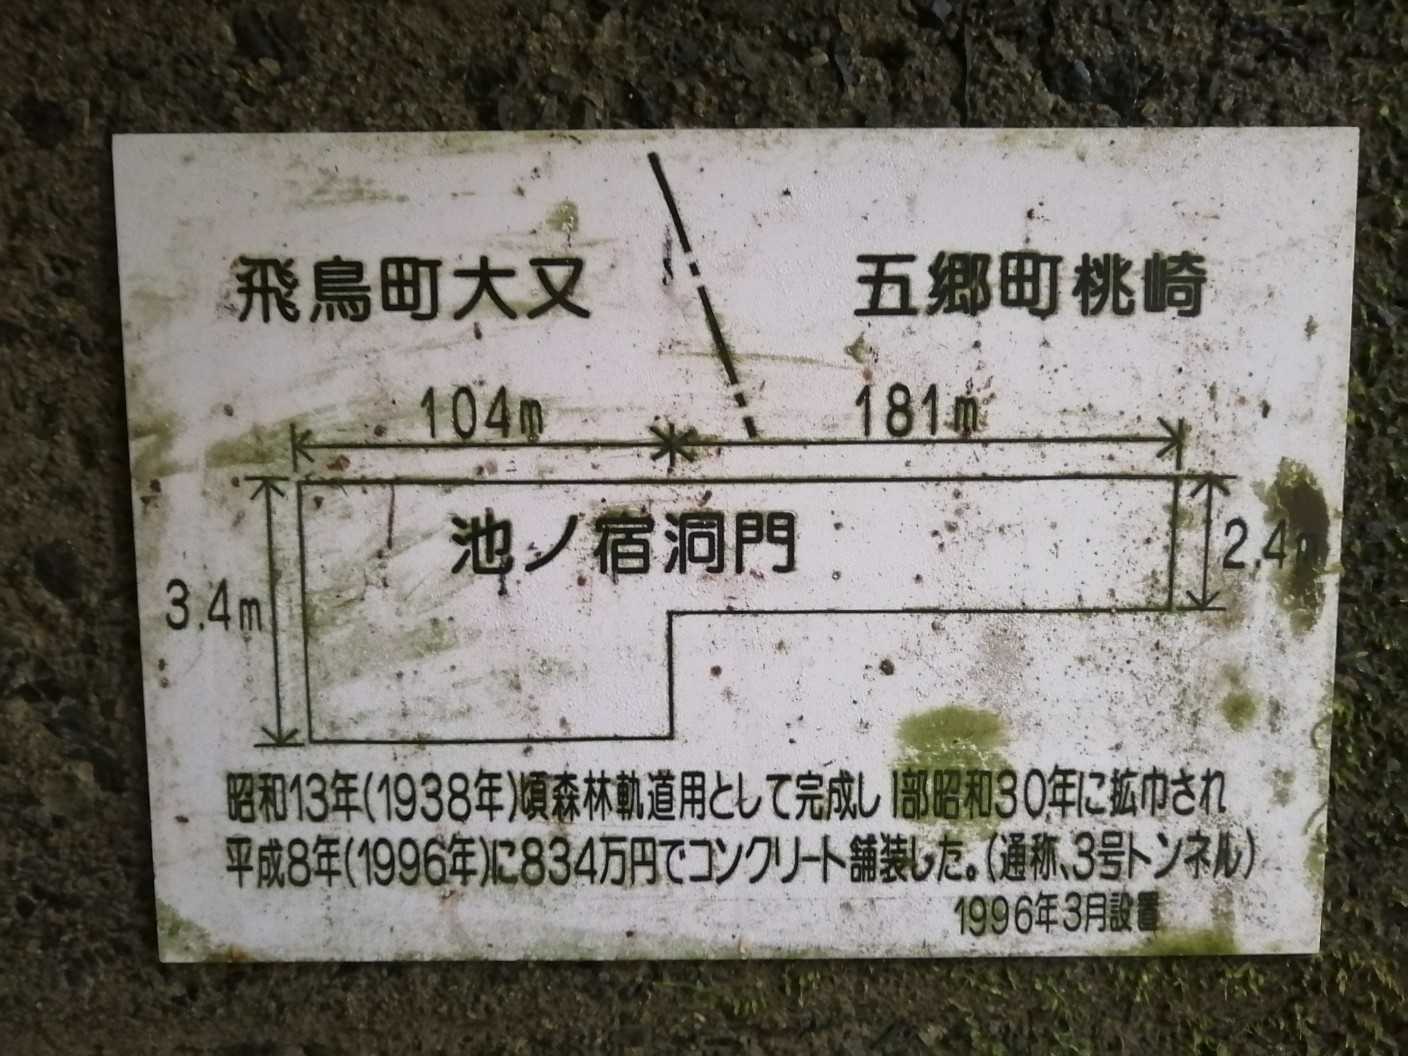 飛鳥町大又
五郷町桃崎
104m
181m
池ノ宿洞門
3.4m
2.4m
昭和13年(1938年)頃森林軌道用として完成し1部昭和30年に拡巾され
平成8年(1996年)に834万円でコンクリート舗装した。(通称、3号トンネル)
1996年3月設置